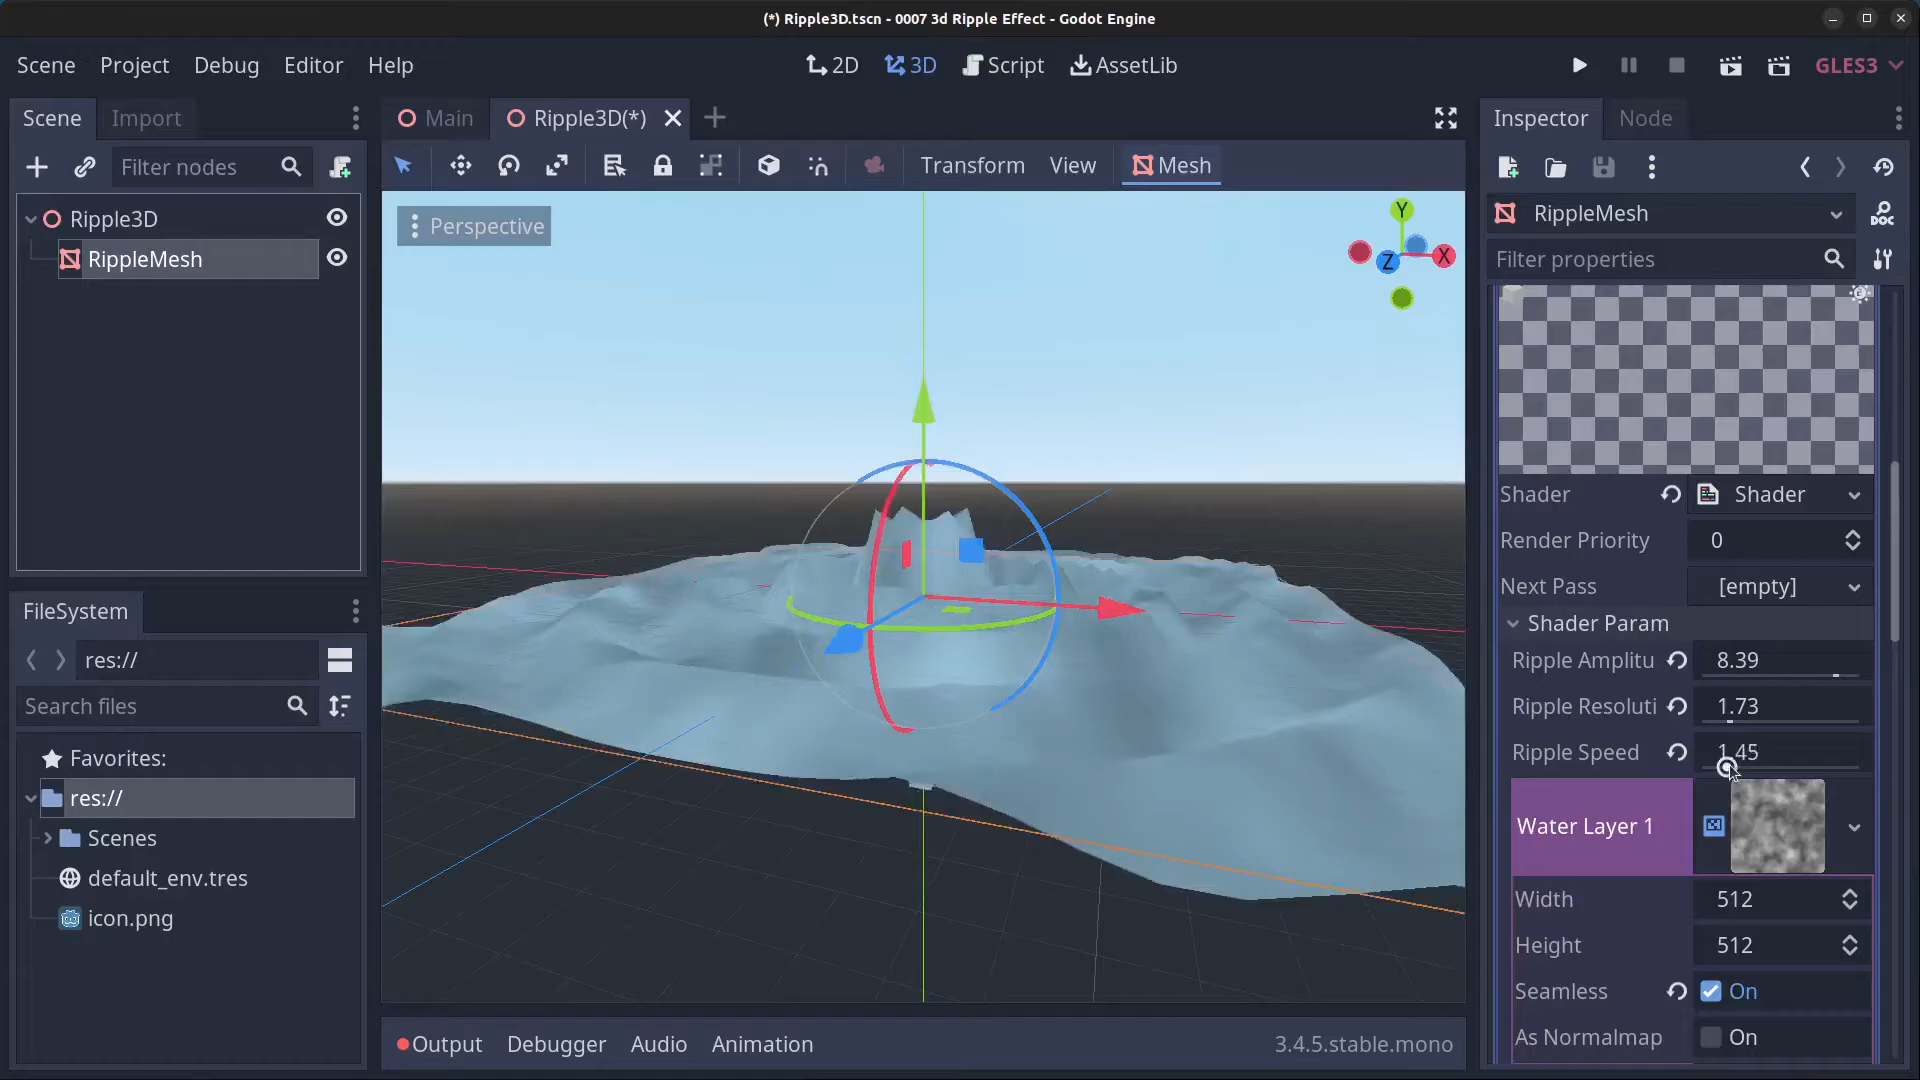 (*) Ripple3D.tscn - 0007 3d Ripple Effect - Godot Engine
Scene Project Debug Editor Help
2D 3D Script AssetLib
GLES3
Scene Import
Filter nodes
Ripple3D
RippleMesh
FileSystem
res://
Search files
Favorites:
res://
Scenes
default_env.tres
icon.png
Main Ripple3D(*)
Transform View Mesh
Perspective
Y
X
Z
Output Debugger Audio Animation 3.4.5.stable.mono
Inspector Node
DOC
RippleMesh
Filter properties
Shader Shader
Render Priority 0
Next Pass [empty]
Shader Param
Ripple Amplitu 8.39
Ripple Resoluti 1.73
Ripple Speed 1.45
Water Layer 1
Width 512
Height 512
Seamless On
As Normalmap On